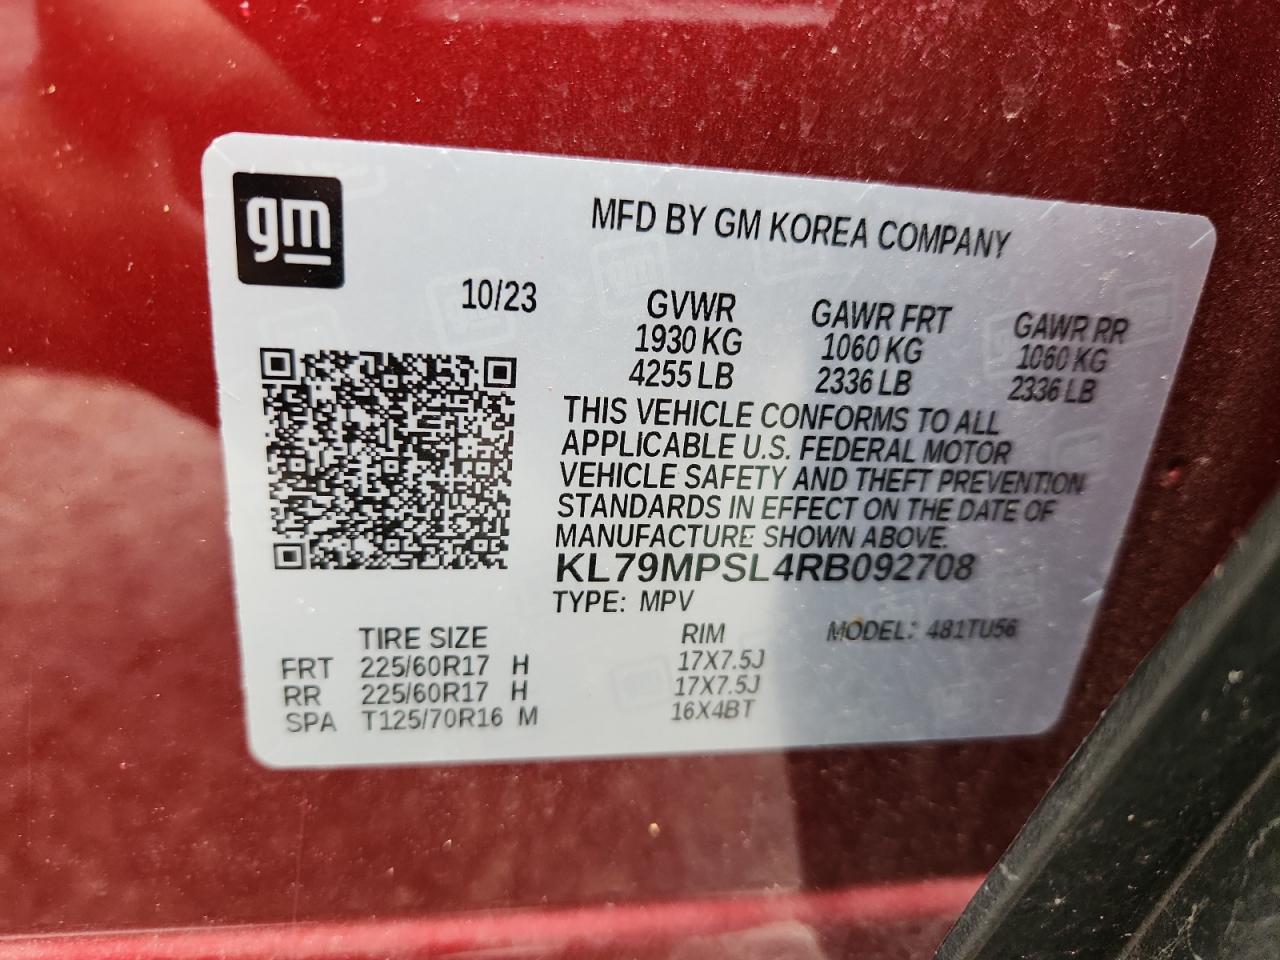 gm
MFD BY GM KOREA COMPANY
10/23
GVWR GAWR FRT GAWR RR
1930 KG 1060 KG 1060 KG
4255 LB 2336 LB 2336 LB
THIS VEHICLE CONFORMS TO ALL
APPLICABLE U.S. FEDERAL MOTOR
VEHICLE SAFETY AND THEFT PREVENTION
STANDARDS IN EFFECT ON THE DATE OF
MANUFACTURE SHOWN ABOVE.
KL79MPSL4RB092708
TYPE: MPV MODEL: 481TU56
TIRE SIZE RIM
FRT 225/60R17 H 17X7.5J
RR 225/60R17 H 17X7.5J
SPA T125/70R16 M 16X4BT